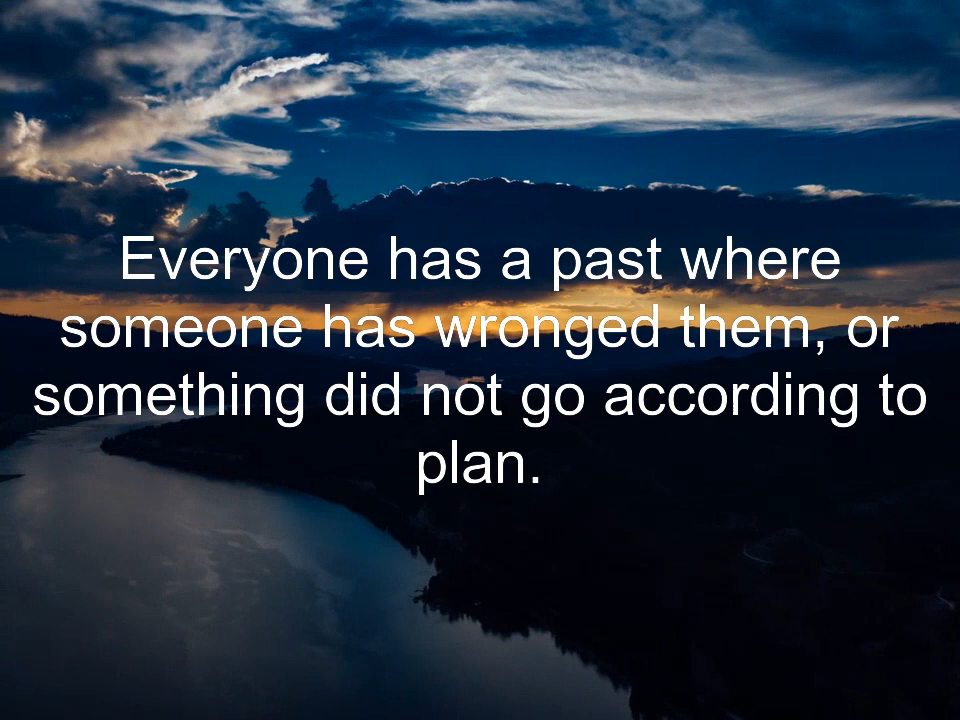 Everyone has a past where
someone has wronged them, or
something did not go according to
plan.